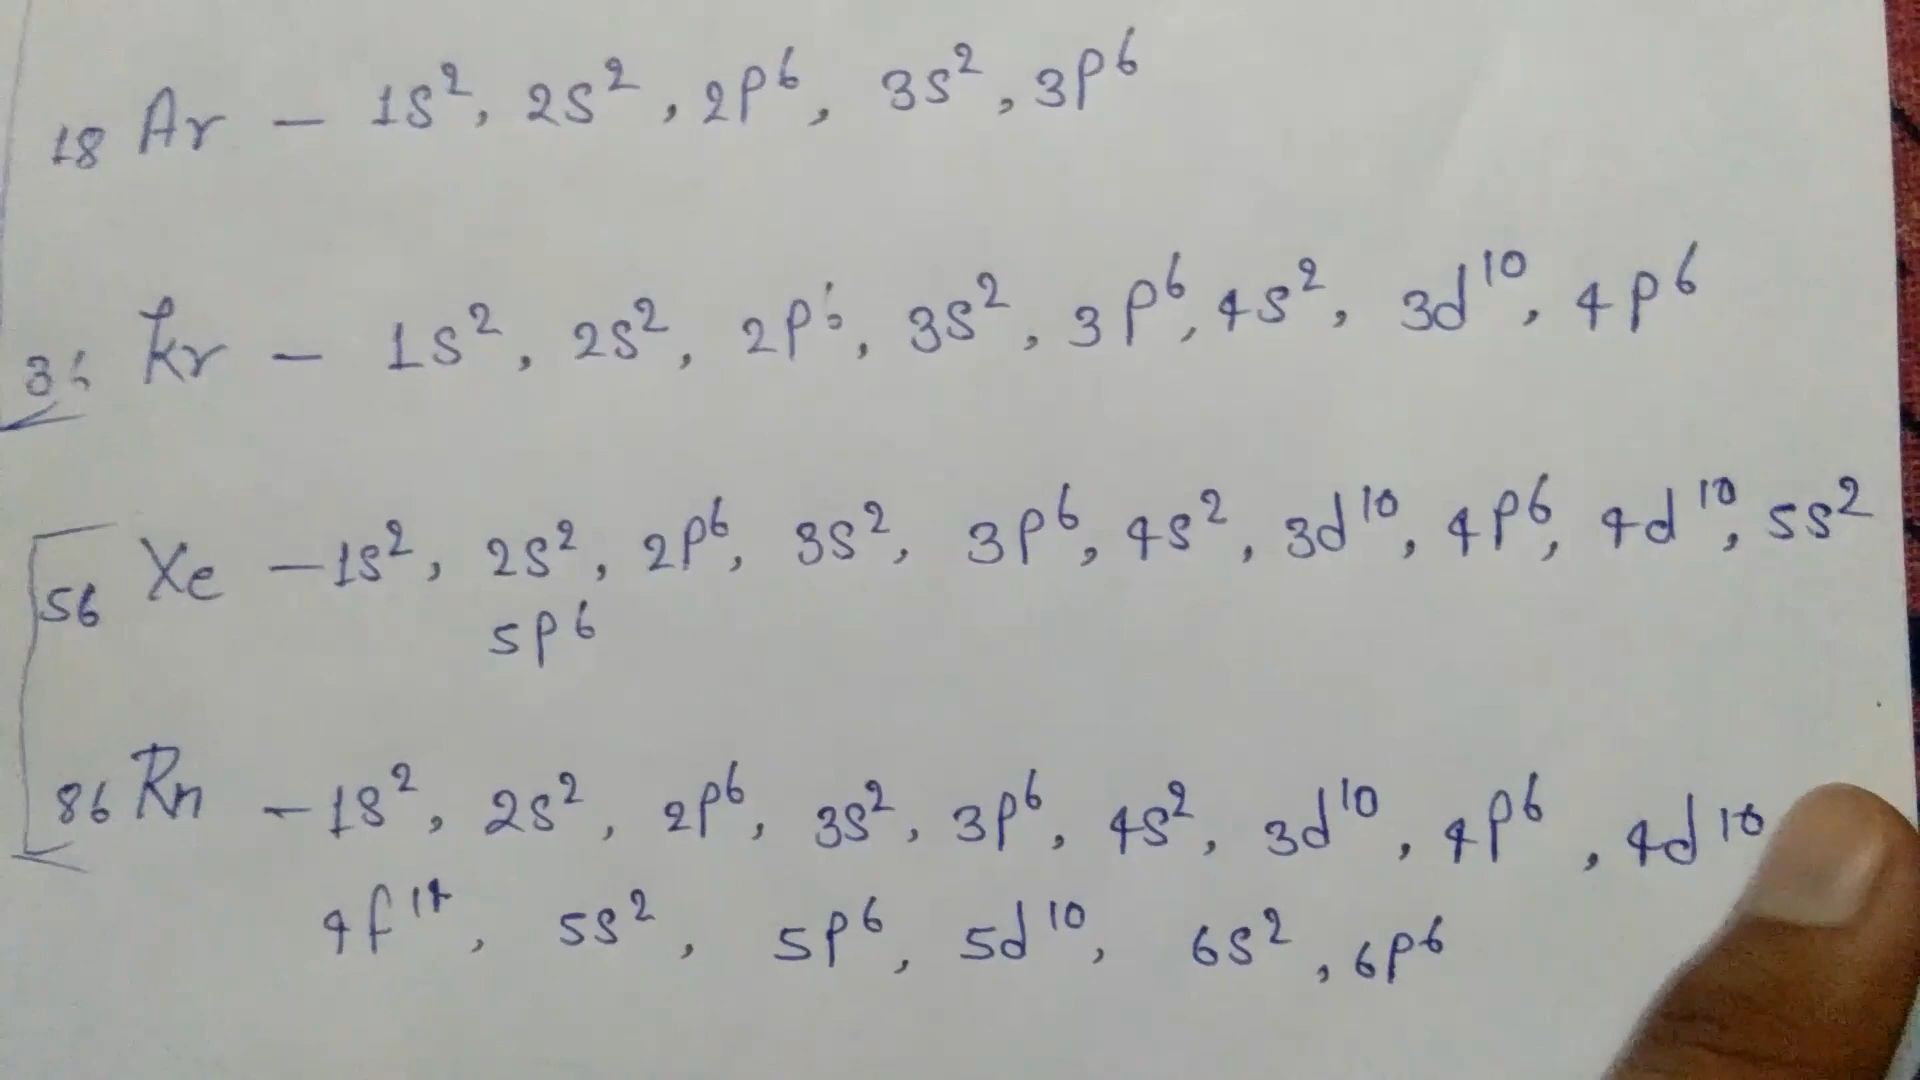 18 Ar - 1s², 2s², 2p⁶, 3s², 3p⁶
36 Kr - 1s², 2s², 2p⁶, 3s², 3p⁶, 4s², 3d¹⁰, 4p⁶
56 Xe - 1s², 2s², 2p⁶, 3s², 3p⁶, 4s², 3d¹⁰, 4p⁶, 4d¹⁰, 5s²
5p⁶
86 Rn - 1s², 2s², 2p⁶, 3s², 3p⁶, 4s², 3d¹⁰, 4p⁶, 4d¹⁰
4f¹⁴, 5s², 5p⁶, 5d¹⁰, 6s², 6p⁶